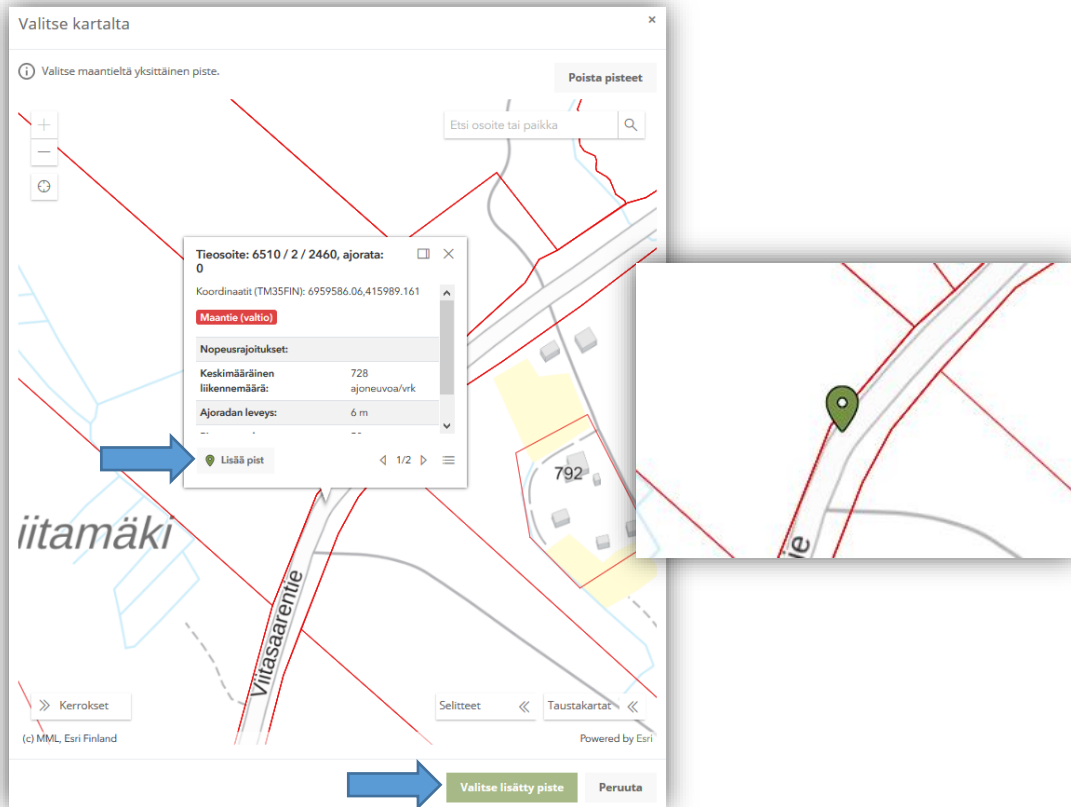 Valitse kartalta
×
i Valitse maantieltä yksittäinen piste.
Poista pisteet
Etsi osoite tai paikka
Tieosoite: 6510 / 2 / 2460, ajorata:
0
Koordinaatit (TM35FIN): 6959586.06,415989.161
Maantie (valtio)
Nopeusrajoitukset:
Keskimääräinen 728
liikennemäärä: ajoneuvoa/vrk
Ajoradan leveys: 6 m
Lisää pist
1/2
792
iitamäki
Viitasaarentie
ie
Kerrokset
Selitteet
Taustakartat
(c) MML, Esri Finland
Powered by Esri
Valitse lisätty piste
Peruuta